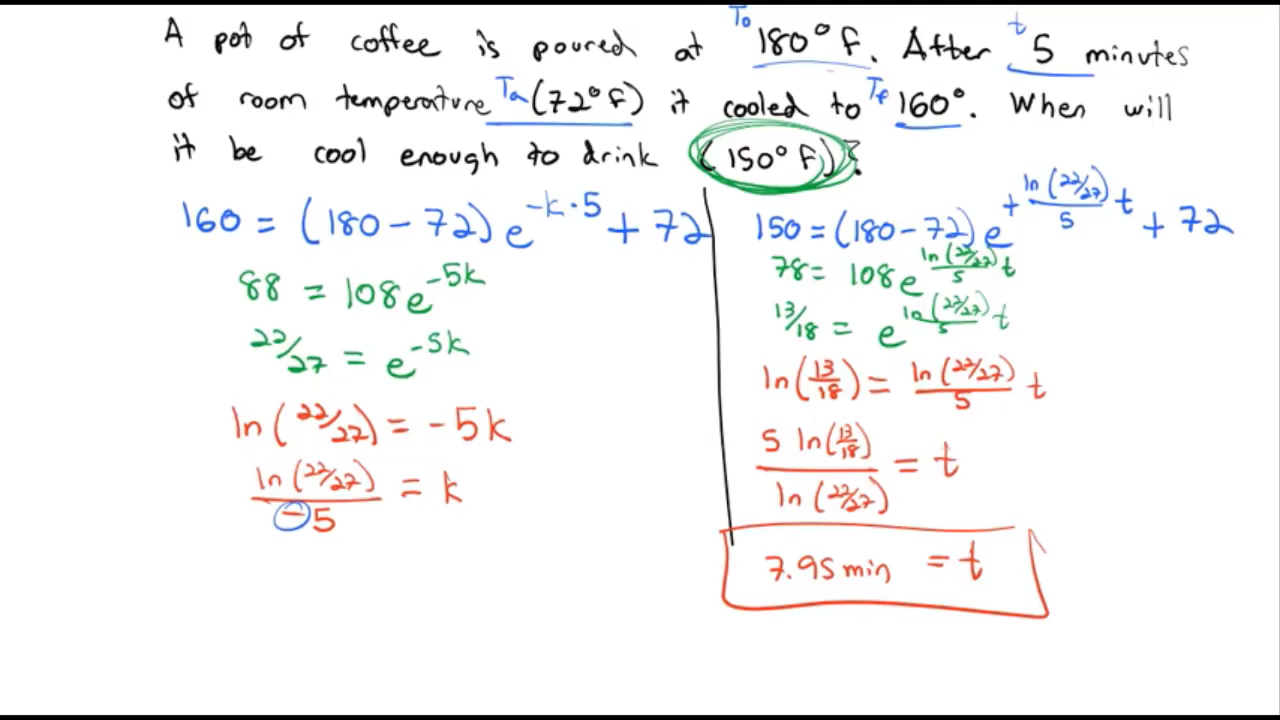 A pot of coffee is poured at T₀ 180° F. After t 5 minutes
of room temperature Ta (72° F) it cooled to Tf 160°. When will
it be cool enough to drink (150° F)?
160 = (180 - 72) e^(-k·5) + 72
88 = 108e^(-5k)
22/27 = e^(-5k)
ln(22/27) = -5k
ln(22/27)/-5 = k
150 = (180 - 72) e^(+ ln(22/27)/5 t) + 72
78 = 108e^(ln(22/27)/5 t)
13/18 = e^(ln(22/27)/5 t)
ln(13/18) = ln(22/27)/5 t
5 ln(13/18)/ln(22/27) = t
7.95 min = t